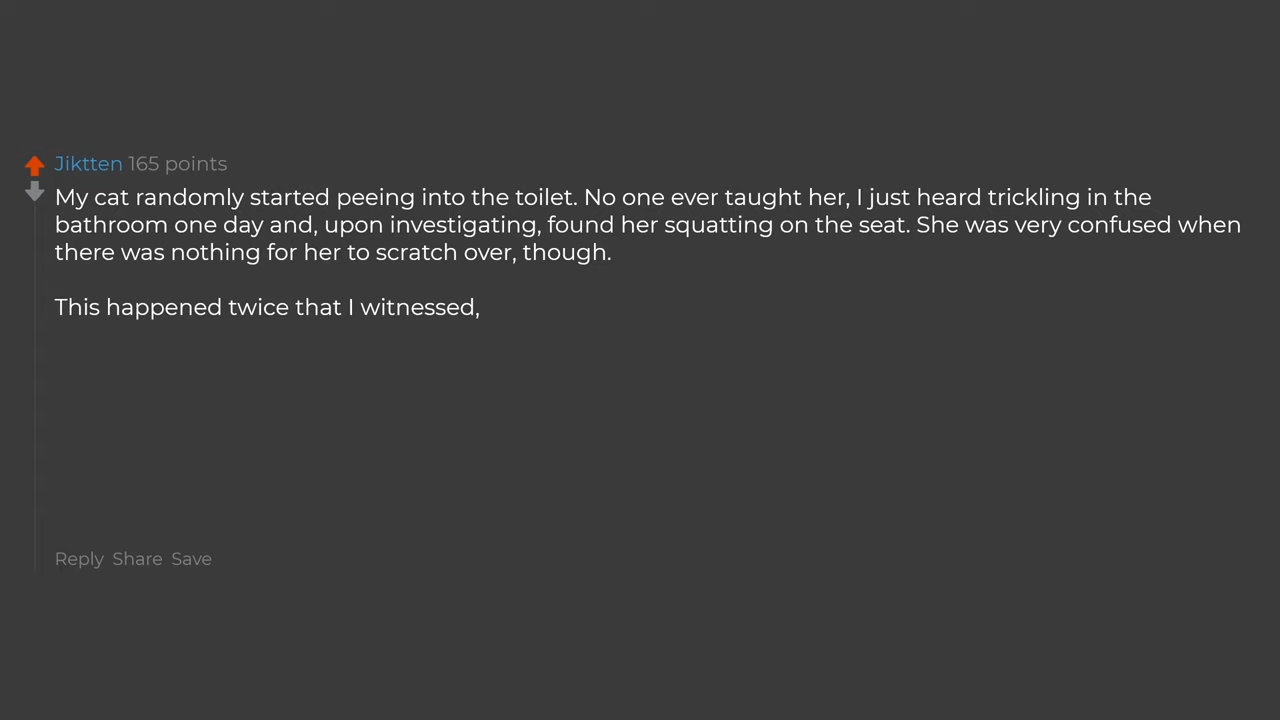 Jiktten 165 points
My cat randomly started peeing into the toilet. No one ever taught her, I just heard trickling in the
bathroom one day and, upon investigating, found her squatting on the seat. She was very confused when
there was nothing for her to scratch over, though.
This happened twice that I witnessed,
Reply Share Save